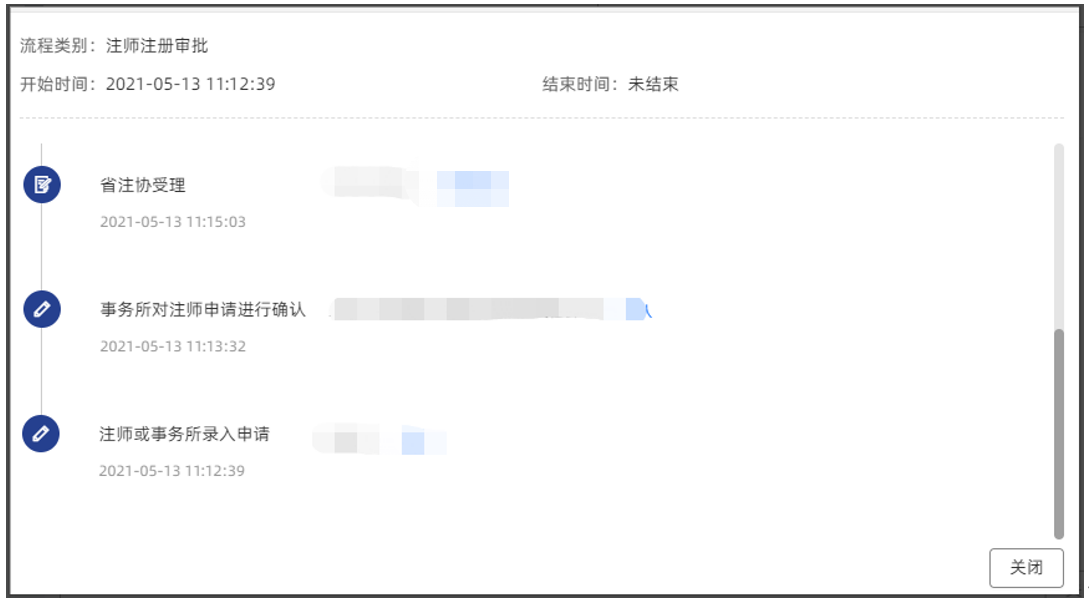 流程类别：注师注册审批
开始时间：2021-05-13 11:12:39 结束时间：未结束
省注协受理
2021-05-13 11:15:03
事务所对注师申请进行确认
2021-05-13 11:13:32
注师或事务所录入申请
2021-05-13 11:12:39
关闭